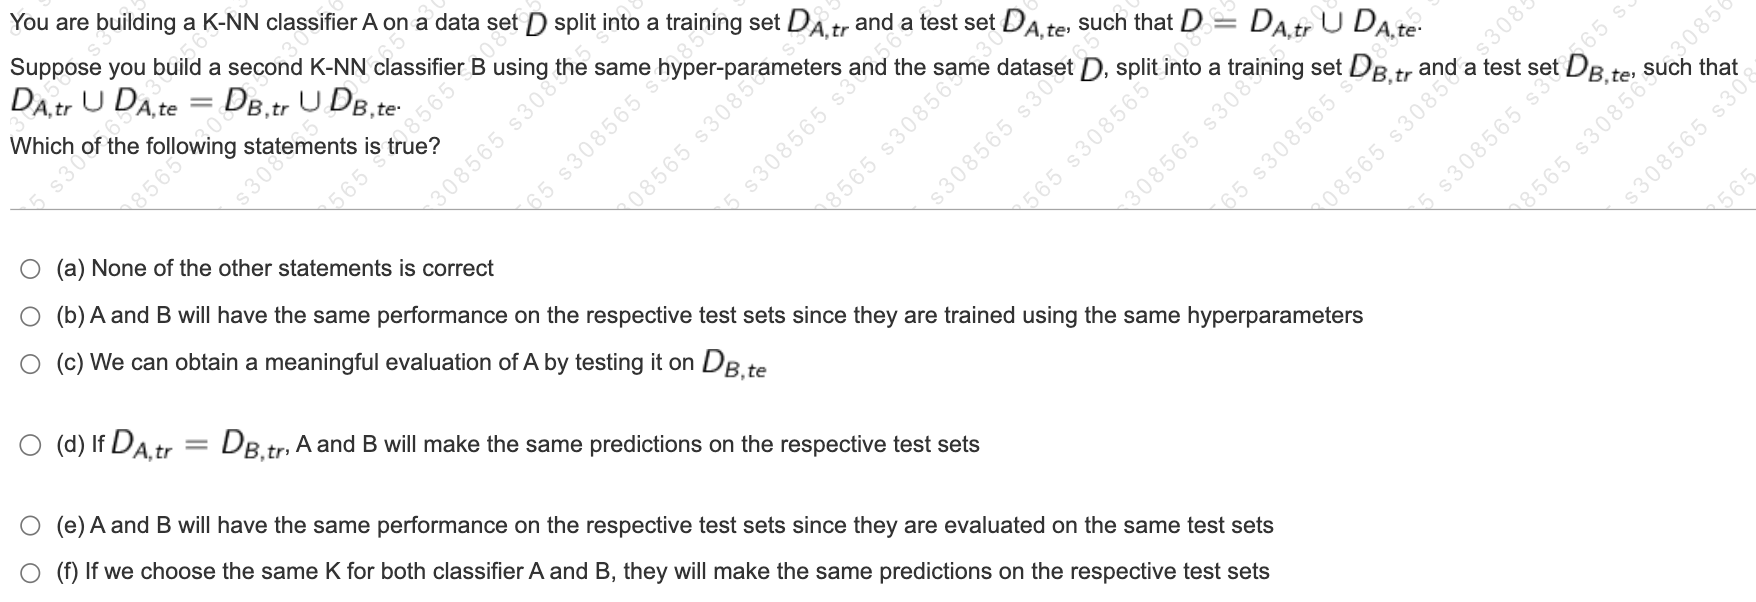 You are building a K-NN classifier A on a data set D split into a training set D_{A,tr} and a test set D_{A,te}, such that D = D_{A,tr} ∪ D_{A,te}.
Suppose you build a second K-NN classifier B using the same hyper-parameters and the same dataset D, split into a training set D_{B,tr} and a test set D_{B,te}, such that
D_{A,tr} ∪ D_{A,te} = D_{B,tr} ∪ D_{B,te}.
Which of the following statements is true?
(a) None of the other statements is correct
(b) A and B will have the same performance on the respective test sets since they are trained using the same hyperparameters
(c) We can obtain a meaningful evaluation of A by testing it on D_{B,te}
(d) If D_{A,tr} = D_{B,tr}, A and B will make the same predictions on the respective test sets
(e) A and B will have the same performance on the respective test sets since they are evaluated on the same test sets
(f) If we choose the same K for both classifier A and B, they will make the same predictions on the respective test sets